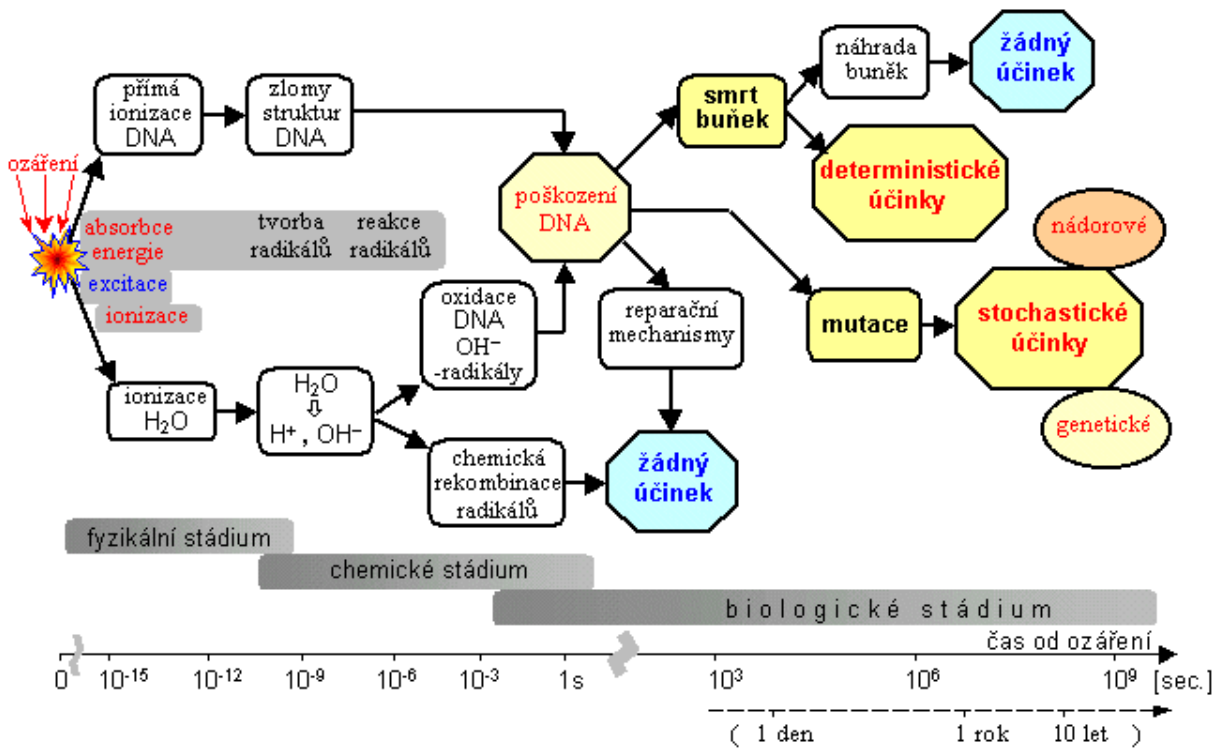 přímá
ionizace
DNA
zlomy
struktur
DNA
smrt
buňek
náhrada
buněk
žádný
účinek
ozáření
deterministické
účinky
poškození
DNA
absorbce
energie
tvorba
radikálů
reakce
radikálů
excitace
ionizace
nádorové
oxidace
DNA
OH⁻
-radikály
reparační
mechanismy
mutace
stochastické
účinky
ionizace
H₂O
H₂O
⇩
H⁺, OH⁻
genetické
chemická
rekombinace
radikálů
žádný
účinek
fyzikální stádium
chemické stádium
biologické stádium
čas od ozáření
0 10⁻¹⁵ 10⁻¹² 10⁻⁹ 10⁻⁶ 10⁻³ 1s 10³ 10⁶ 10⁹ [sec.]
( 1 den 1 rok 10 let )